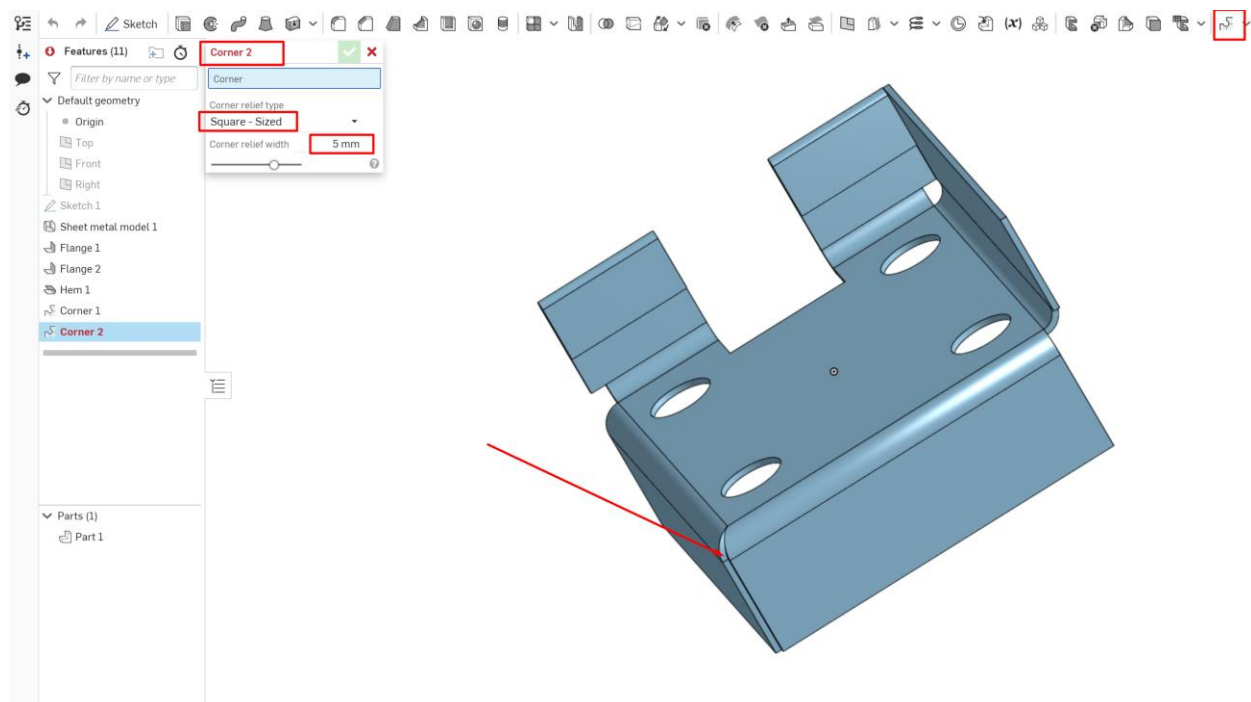 Sketch
(x)
Features (11)
Filter by name or type
Default geometry
Origin
Top
Front
Right
Sketch 1
Sheet metal model 1
Flange 1
Flange 2
Hem 1
Corner 1
Corner 2
Parts (1)
Part 1
Corner 2
Corner
Corner relief type
Square - Sized
Corner relief width 5 mm